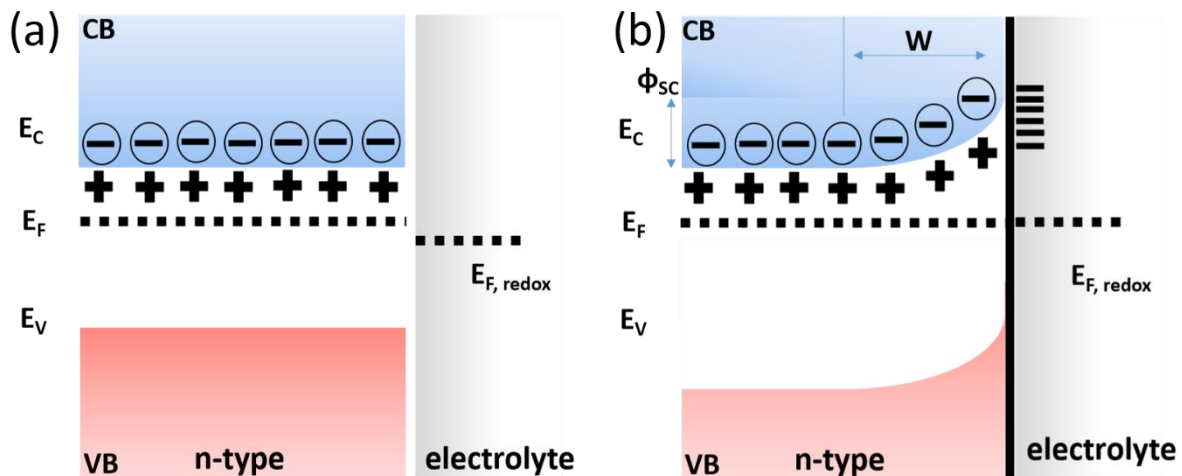 (a)
CB
E_C
E_F
E_F, redox
E_V
VB
n-type
electrolyte
(b)
CB
W
Φ_SC
E_C
E_F
E_F, redox
E_V
VB
n-type
electrolyte